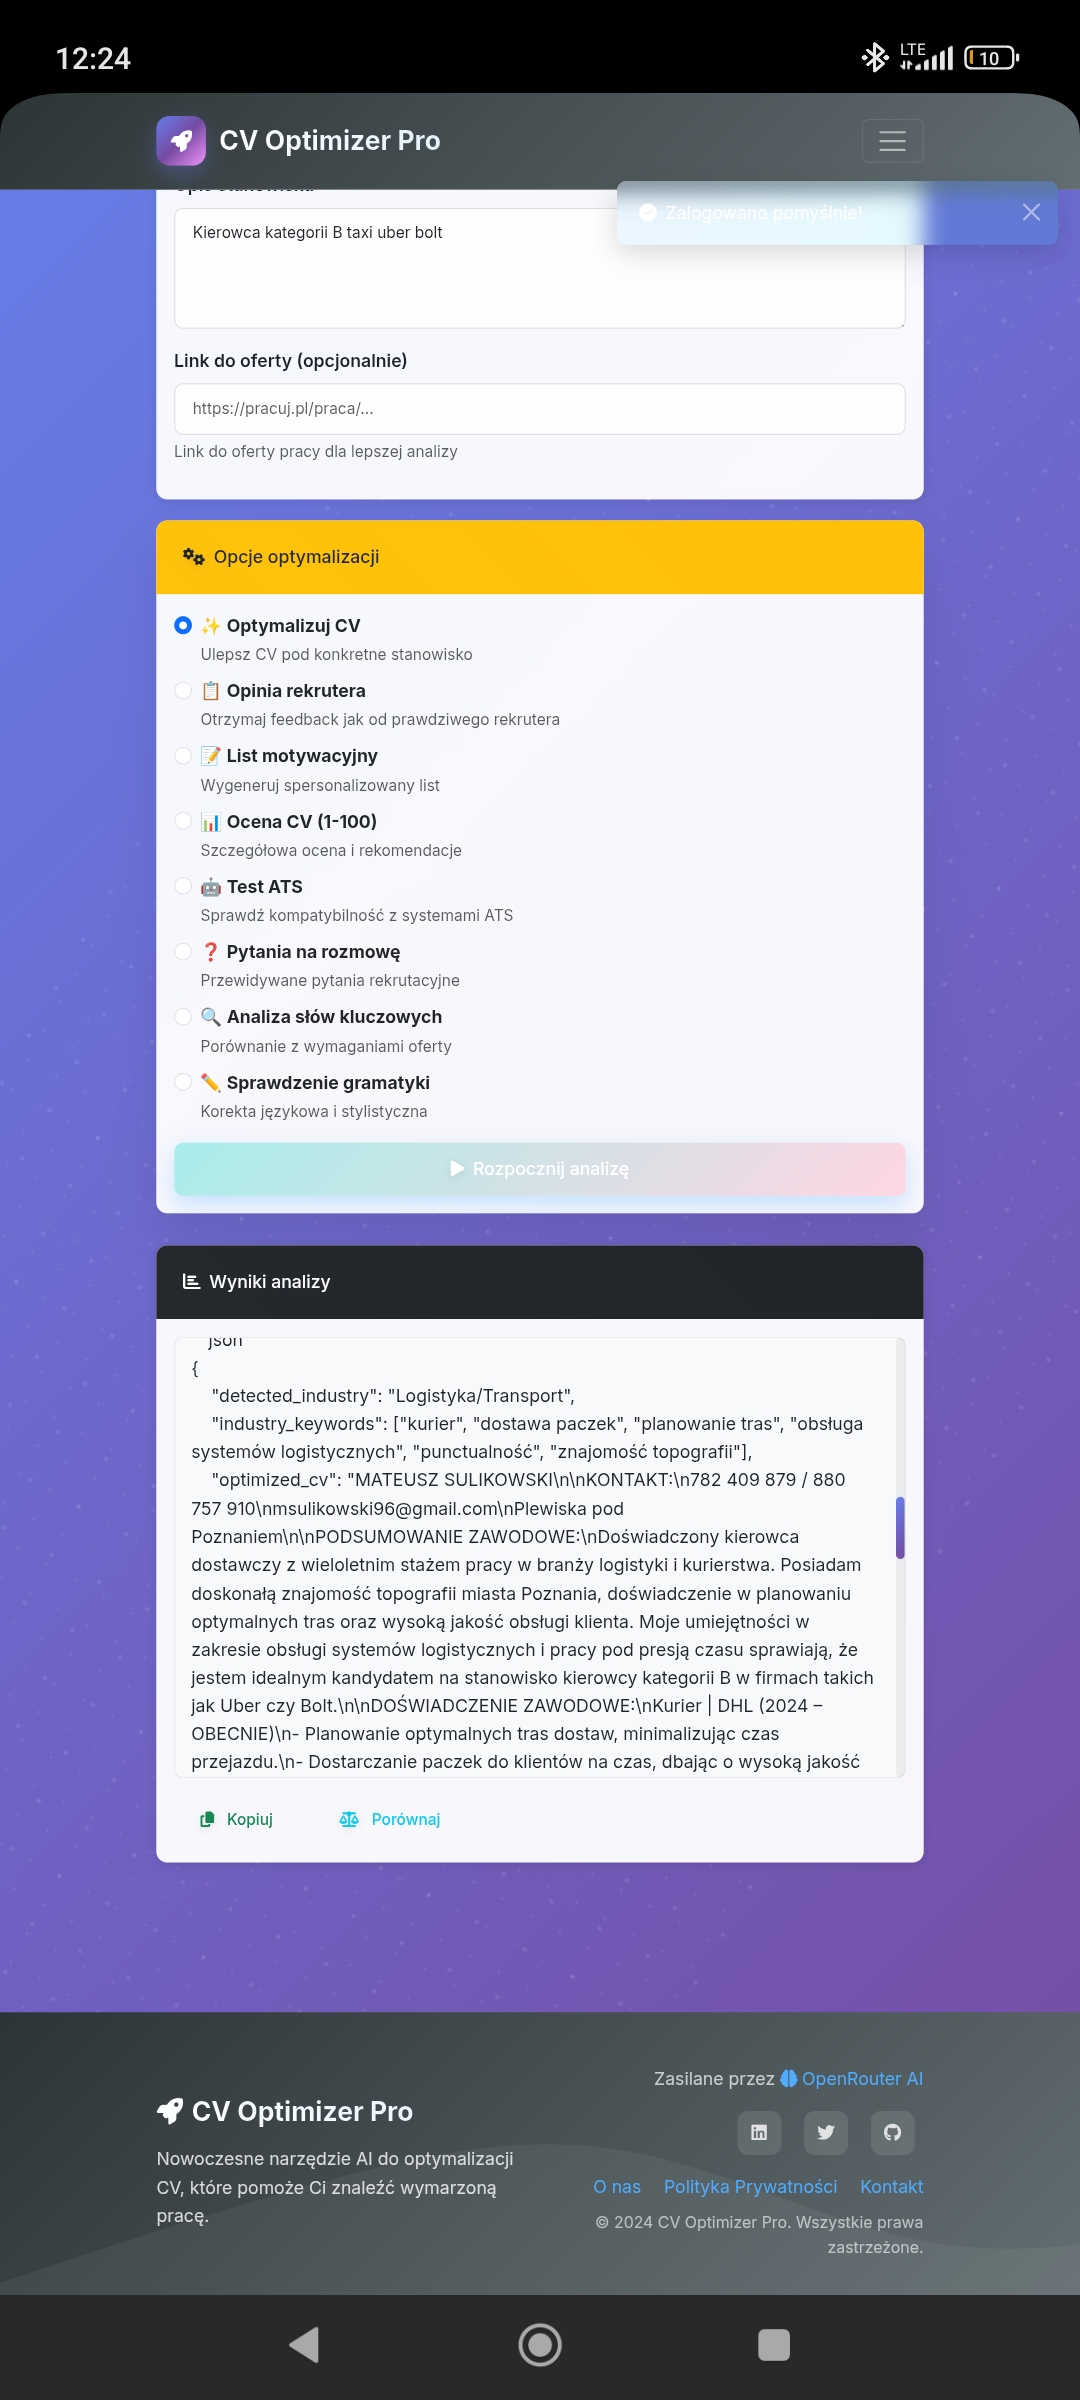 12:24
LTE
10
CV Optimizer Pro
Zalogowano pomyślnie!
Kierowca kategorii B taxi uber bolt
Link do oferty (opcjonalnie)
https://pracuj.pl/praca/...
Link do oferty pracy dla lepszej analizy
Opcje optymalizacji
✨ Optymalizuj CV
Ulepsz CV pod konkretne stanowisko
📋 Opinia rekrutera
Otrzymaj feedback jak od prawdziwego rekrutera
📝 List motywacyjny
Wygeneruj spersonalizowany list
📊 Ocena CV (1-100)
Szczegółowa ocena i rekomendacje
🤖 Test ATS
Sprawdź kompatybilność z systemami ATS
❓ Pytania na rozmowę
Przewidywane pytania rekrutacyjne
🔍 Analiza słów kluczowych
Porównanie z wymaganiami oferty
✏️ Sprawdzenie gramatyki
Korekta językowa i stylistyczna
Rozpocznij analizę
Wyniki analizy
json
{
"detected_industry": "Logistyka/Transport",
"industry_keywords": ["kurier", "dostawa paczek", "planowanie tras", "obsługa
systemów logistycznych", "punctualność", "znajomość topografii"],
"optimized_cv": "MATEUSZ SULIKOWSKI\n\nKONTAKT:\n782 409 879 / 880
757 910\nmsulikowski96@gmail.com\nPlewiska pod
Poznaniem\n\nPODSUMOWANIE ZAWODOWE:\nDoświadczony kierowca
dostawczy z wieloletnim stażem pracy w branży logistyki i kurierstwa. Posiadam
doskonałą znajomość topografii miasta Poznania, doświadczenie w planowaniu
optymalnych tras oraz wysoką jakość obsługi klienta. Moje umiejętności w
zakresie obsługi systemów logistycznych i pracy pod presją czasu sprawiają, że
jestem idealnym kandydatem na stanowisko kierowcy kategorii B w firmach takich
jak Uber czy Bolt.\n\nDOŚWIADCZENIE ZAWODOWE:\nKurier | DHL (2024 –
OBECNIE)\n- Planowanie optymalnych tras dostaw, minimalizując czas
przejazdu.\n- Dostarczanie paczek do klientów na czas, dbając o wysoką jakość
Kopiuj
Porównaj
CV Optimizer Pro
Nowoczesne narzędzie AI do optymalizacji
CV, które pomoże Ci znaleźć wymarzoną
pracę.
Zasilane przez OpenRouter AI
O nas Polityka Prywatności Kontakt
© 2024 CV Optimizer Pro. Wszystkie prawa
zastrzeżone.